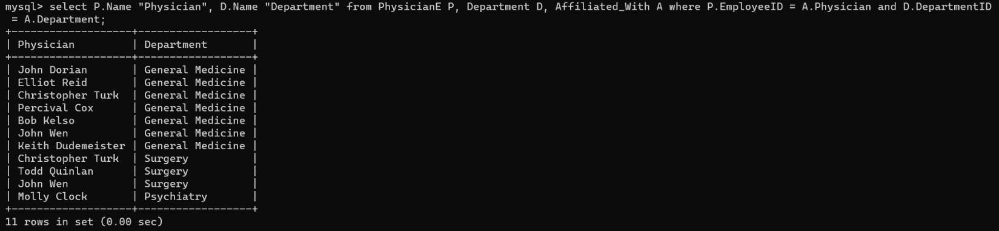 mysql> select P.Name "Physician", D.Name "Department" from PhysicianE P, Department D, Affiliated_With A where P.EmployeeID = A.Physician and D.DepartmentID
 = A.Department;
+-------------------+------------------+
| Physician         | Department       |
+-------------------+------------------+
| John Dorian       | General Medicine |
| Elliot Reid       | General Medicine |
| Christopher Turk  | General Medicine |
| Percival Cox      | General Medicine |
| Bob Kelso         | General Medicine |
| John Wen          | General Medicine |
| Keith Dudemeister | General Medicine |
| Christopher Turk  | Surgery          |
| Todd Quinlan      | Surgery          |
| John Wen          | Surgery          |
| Molly Clock       | Psychiatry       |
+-------------------+------------------+
11 rows in set (0.00 sec)